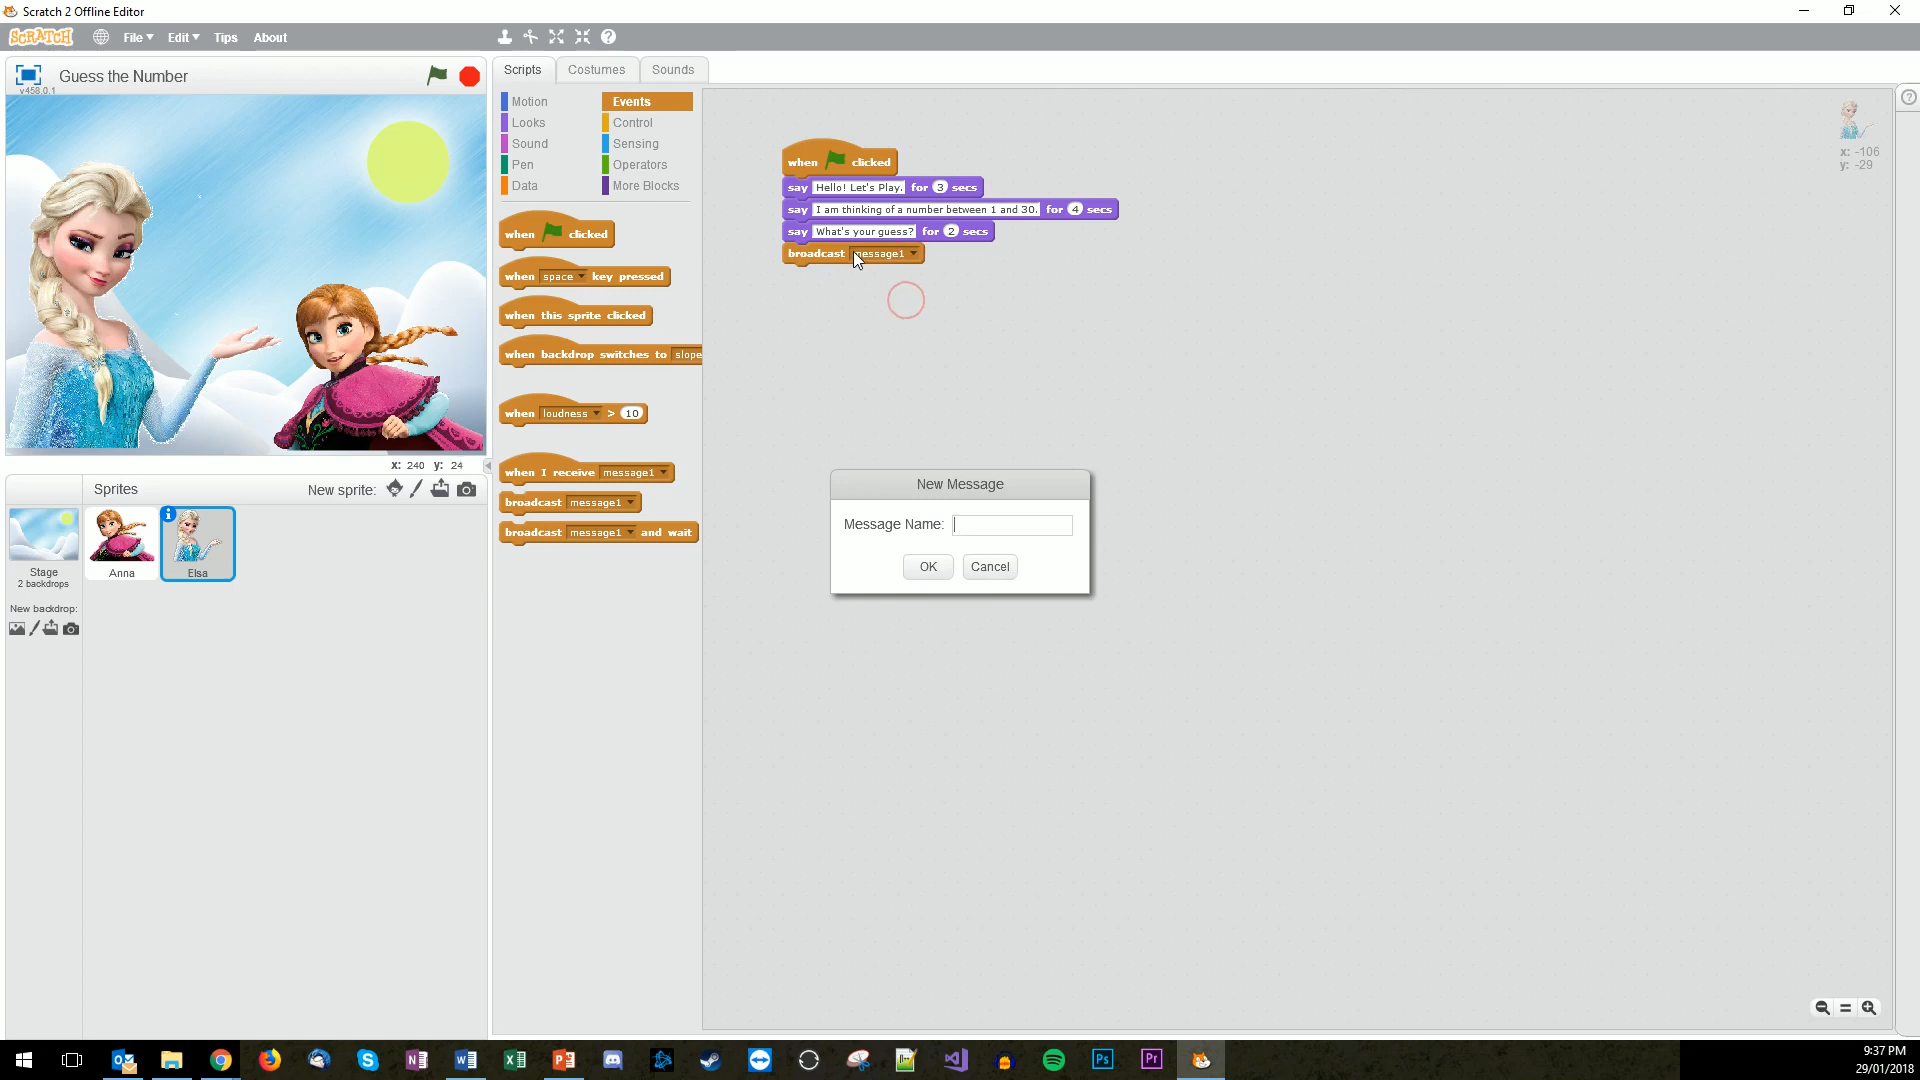 Scratch 2 Offline Editor
SCRATCH File Edit Tips About
v458.0.1
Guess the Number
Scripts Costumes Sounds
Motion Events
Looks Control
Sound Sensing
Pen Operators
Data More Blocks
when clicked
when space key pressed
when this sprite clicked
when backdrop switches to slope
when loudness > 10
when I receive message1
broadcast message1
broadcast message1 and wait
when clicked
say Hello! Let's Play. for 3 secs
say I am thinking of a number between 1 and 30. for 4 secs
say What's your guess? for 2 secs
broadcast message1
x: -106
y: -29
x: 240 y: 24
Sprites New sprite:
Stage
2 backdrops
New backdrop:
Anna
Elsa
New Message
Message Name:
OK Cancel
9:37 PM
29/01/2018